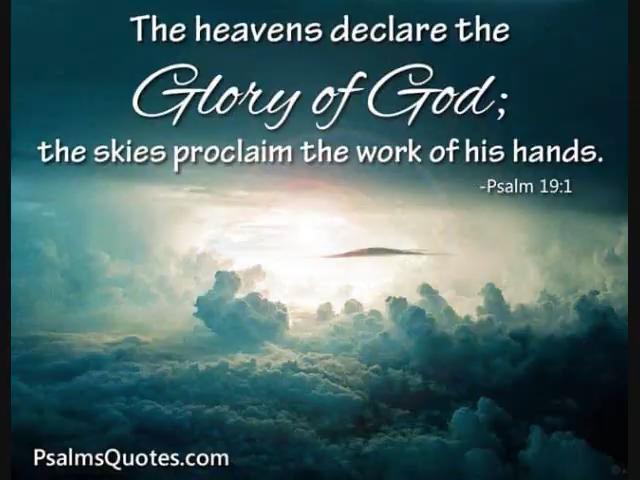 The heavens declare the
Glory of God;
the skies proclaim the work of his hands.
-Psalm 19:1
PsalmsQuotes.com